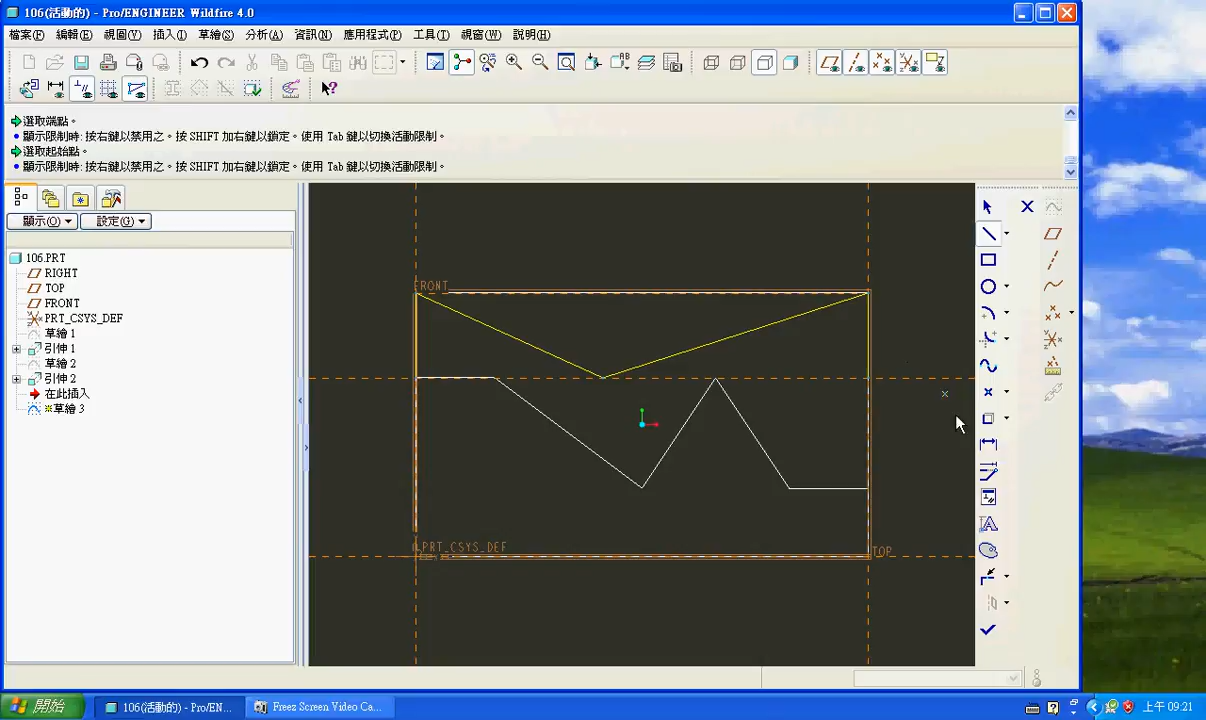 106(活動的) - Pro/ENGINEER Wildfire 4.0
檔案(F) 編輯(E) 視圖(V) 插入(I) 草繪(S) 分析(A) 資訊(N) 應用程式(P) 工具(T) 視窗(W) 說明(H)
選取端點。
顯示限制時: 按右鍵以禁用之。按 SHIFT 加右鍵以鎖定。使用 Tab 鍵以切換活動限制。
選取起始點。
顯示限制時: 按右鍵以禁用之。按 SHIFT 加右鍵以鎖定。使用 Tab 鍵以切換活動限制。
顯示(O) 設定(G)
106.PRT
RIGHT
TOP
FRONT
PRT_CSYS_DEF
草繪 1
引伸 1
草繪 2
引伸 2
在此插入
草繪 3
FRONT
PRT_CSYS_DEF
TOP
開始
106(活動的) - Pro/EN...
Freez Screen Video Ca...
上午 09:21